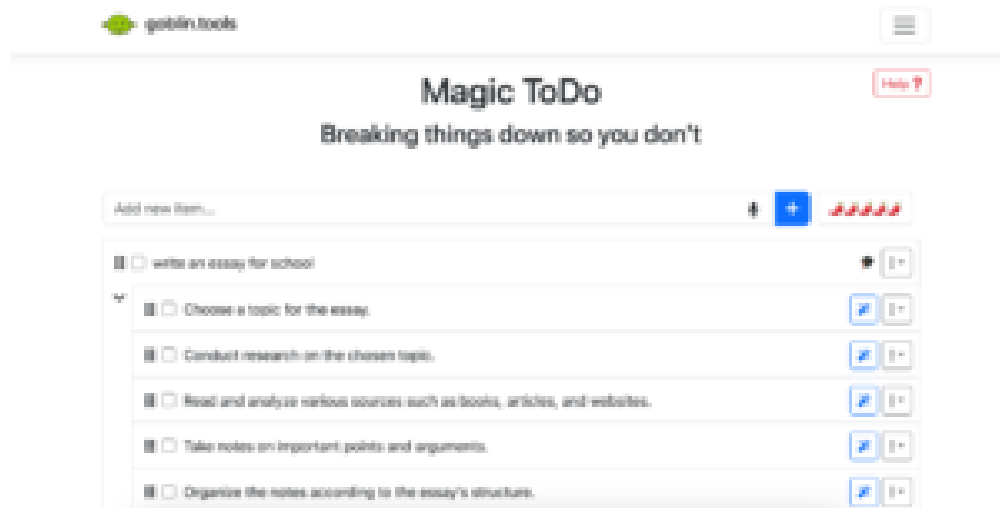 goblin.tools
Help ?
Magic ToDo
Breaking things down so you don't
Add new item...
write an essay for school
Choose a topic for the essay.
Conduct research on the chosen topic.
Read and analyze various sources such as books, articles, and websites.
Take notes on important points and arguments.
Organize the notes according to the essay's structure.